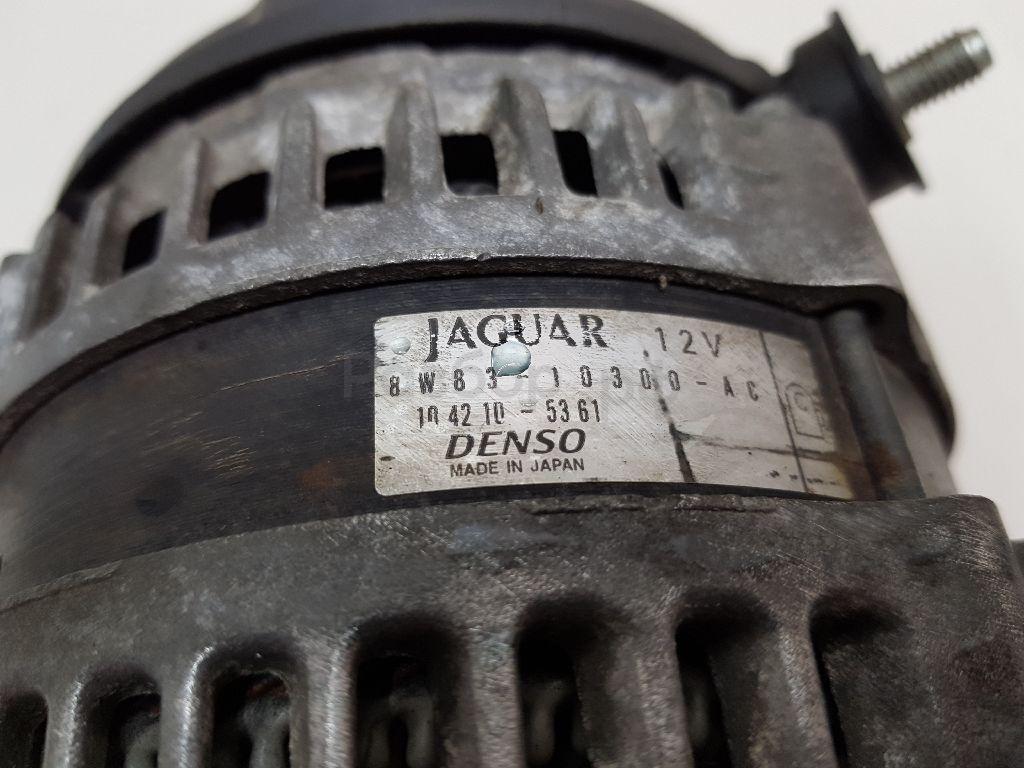 JAGUAR 12V
8W83-10300-AC
104210-5361
DENSO
MADE IN JAPAN